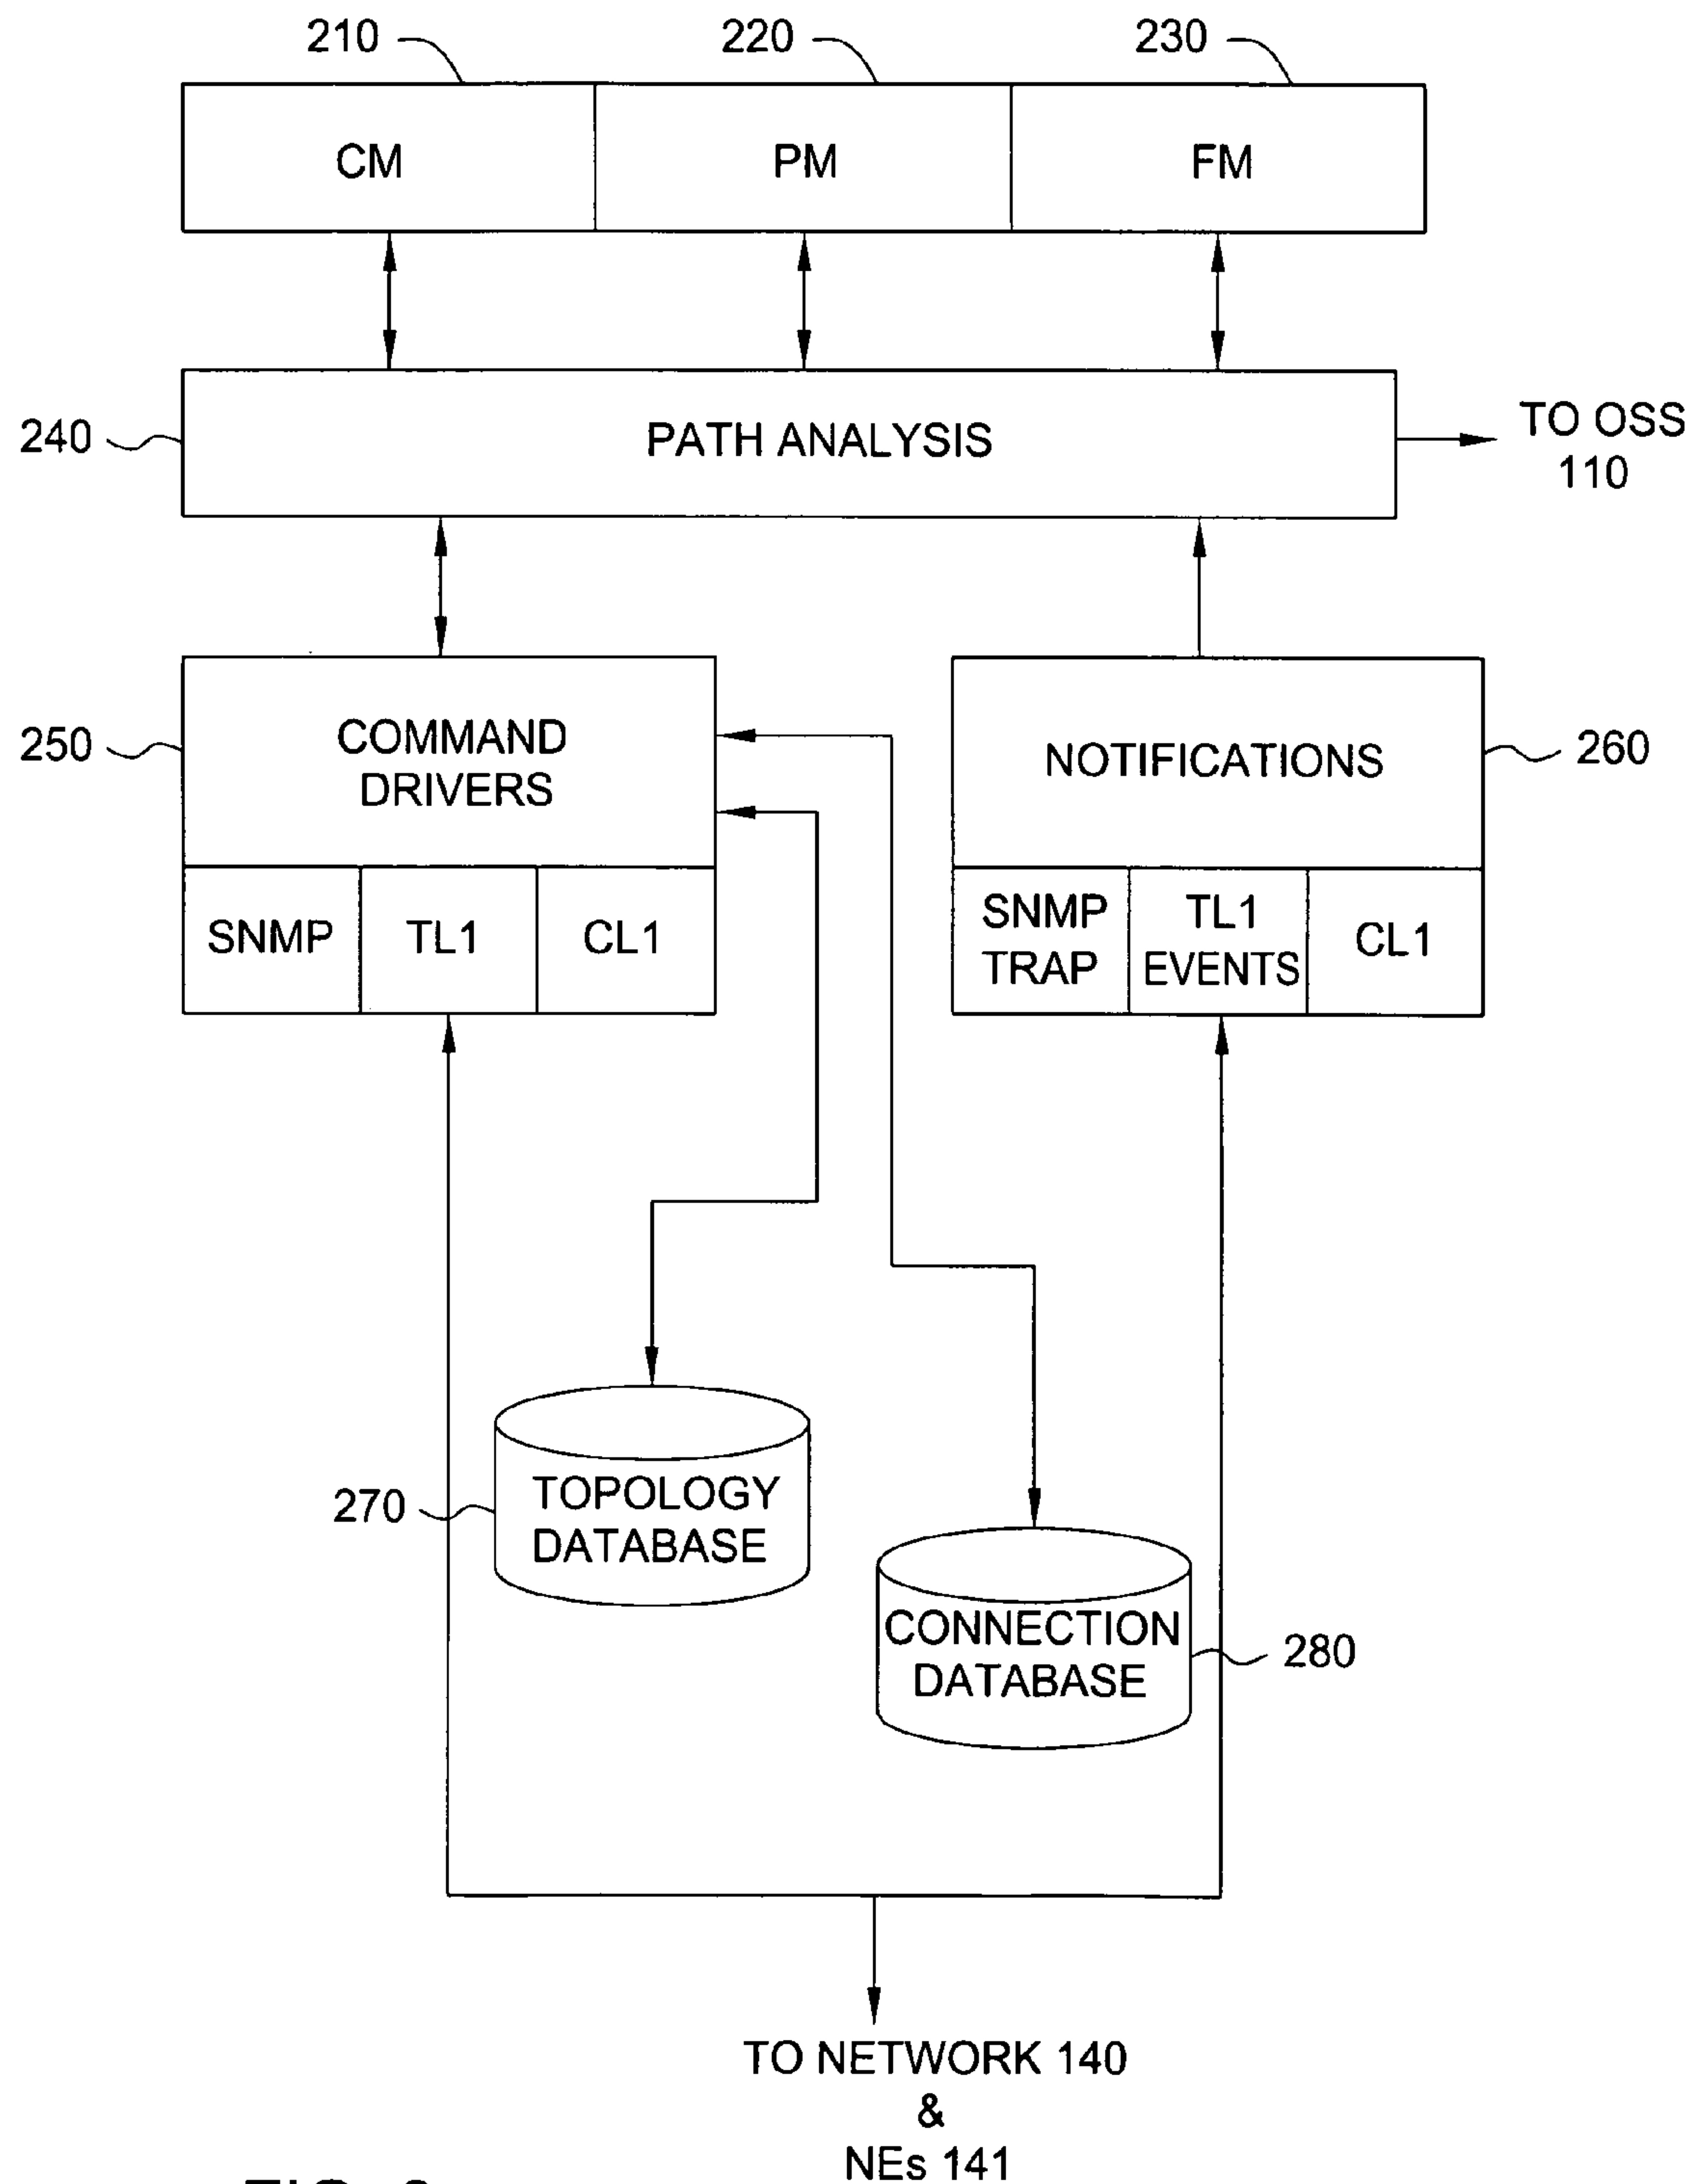 210
220
230
CM
PM
FM
240
PATH ANALYSIS
TO OSS
110
250
COMMAND
DRIVERS
NOTIFICATIONS
260
SNMP
TL1
CL1
SNMP
TRAP
TL1
EVENTS
CL1
270
TOPOLOGY
DATABASE
CONNECTION
DATABASE
280
TO NETWORK 140
&
NEs 141